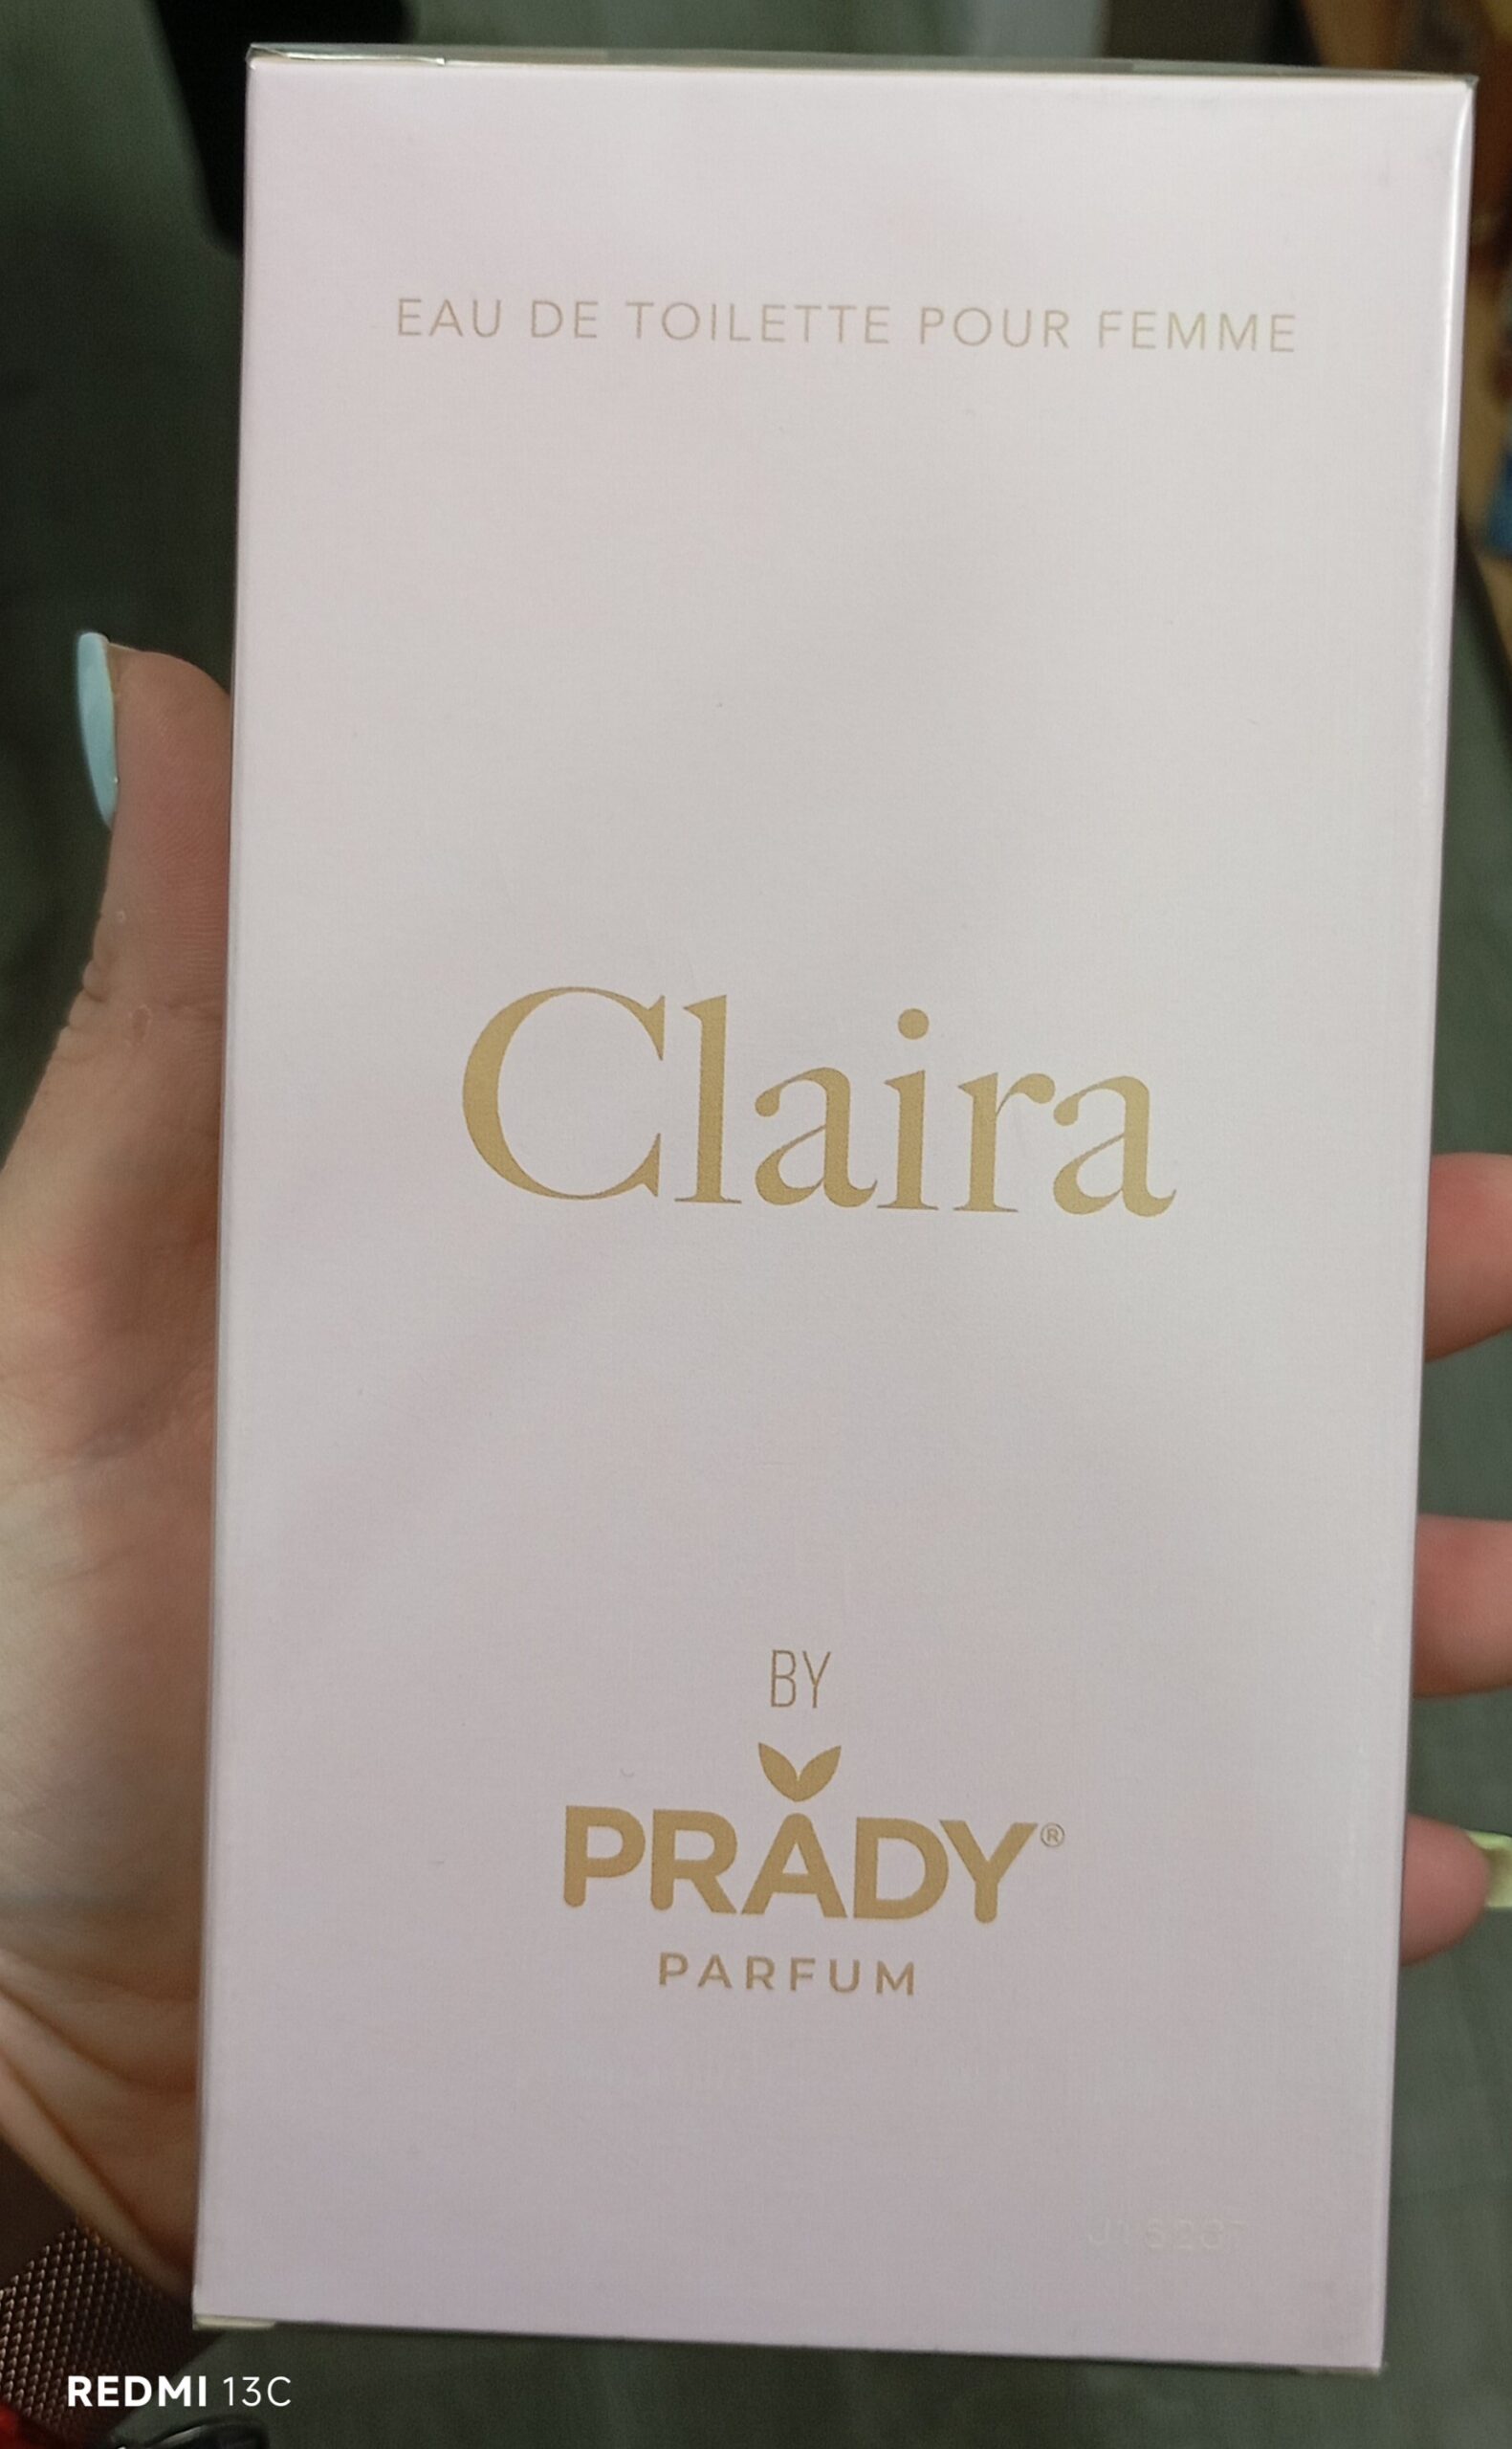 EAU DE TOILETTE POUR FEMME
Claira
BY
PRADY®
PARFUM
REDMI 13C